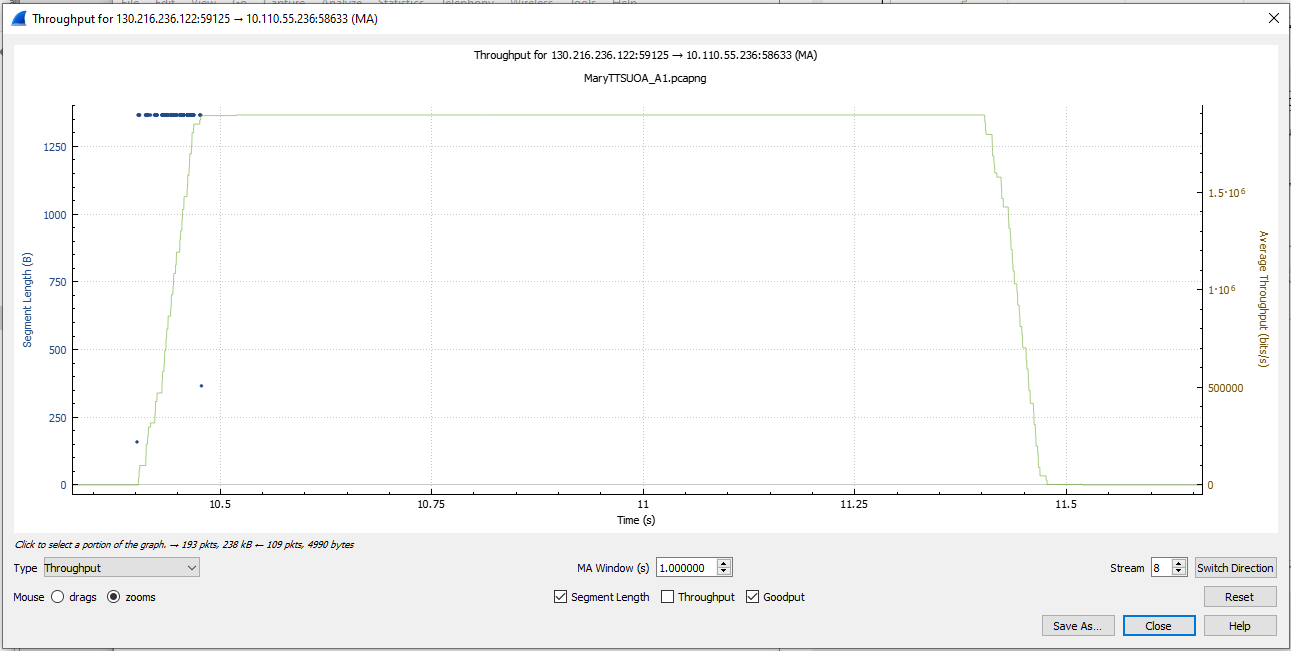 Throughput for 130.216.236.122:59125 → 10.110.55.236:58633 (MA)
Throughput for 130.216.236.122:59125 → 10.110.55.236:58633 (MA)
MaryTTSUOA_A1.pcapng
1250
1000
750
500
250
0
Segment Length (B)
1.5·10⁶
1·10⁶
500000
0
Average Throughput (bits/s)
10.5 10.75 11 11.25 11.5
Time (s)
Click to select a portion of the graph. → 193 pkts, 238 kB ← 109 pkts, 4990 bytes
Type Throughput MA Window (s) 1.000000 Stream 8 Switch Direction
Mouse drags zooms Segment Length Throughput Goodput Reset
Save As... Close Help